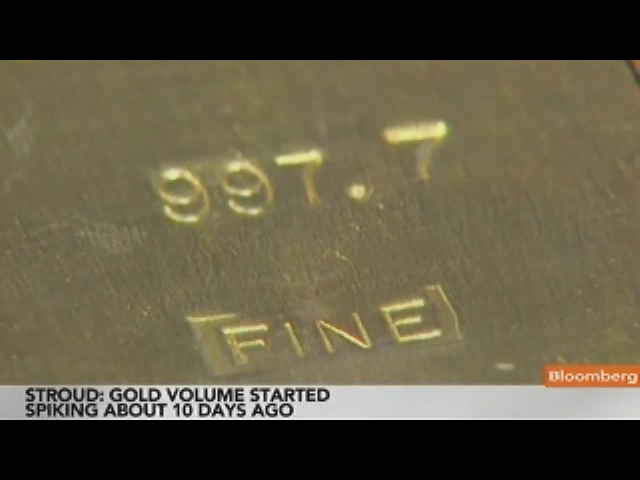 997.7
FINE
Bloomberg
STROUD: GOLD VOLUME STARTED
SPIKING ABOUT 10 DAYS AGO